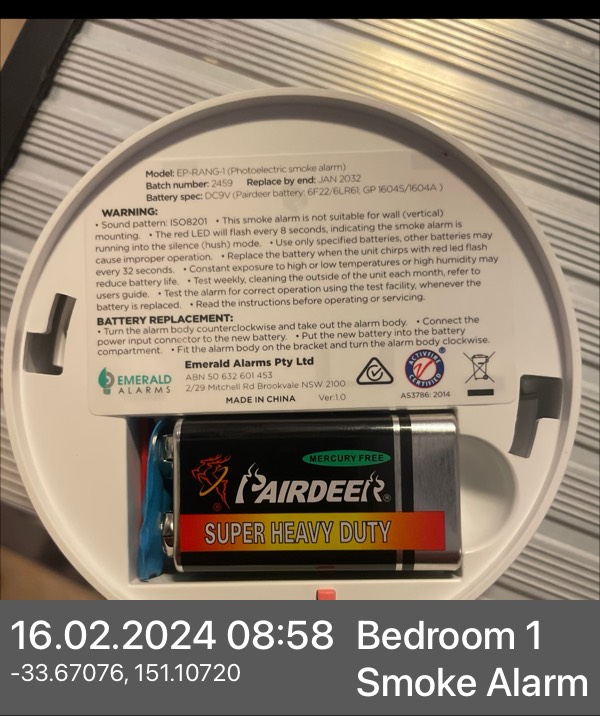 Model: EP-RANG-1 (Photoelectric smoke alarm)
Batch number: 2459 Replace by end: JAN 2032
Battery spec: DC9V (Pairdeer battery: 6F22/6LR61; GP 1604S/1604A )
WARNING:
• Sound pattern: ISO8201 • This smoke alarm is not suitable for wall (vertical)
mounting. • The red LED will flash every 8 seconds, indicating the smoke alarm is
running into the silence (hush) mode. • Use only specified batteries, other batteries may
cause improper operation. • Replace the battery when the unit chirps with red led flash
every 32 seconds. • Constant exposure to high or low temperatures or high humidity may
reduce battery life. • Test weekly, cleaning the outside of the unit each month, refer to
users guide. • Test the alarm for correct operation using the test facility, whenever the
battery is replaced. • Read the instructions before operating or servicing.
BATTERY REPLACEMENT:
• Turn the alarm body counterclockwise and take out the alarm body. • Connect the
power input connector to the new battery. • Put the new battery into the battery
compartment. • Fit the alarm body on the bracket and turn the alarm body clockwise.
EMERALD
ALARMS
Emerald Alarms Pty Ltd
ABN 50 632 601 453
2/29 Mitchell Rd Brookvale NSW 2100
MADE IN CHINA Ver:1.0
ACTIVFIRE
CERTIFIED
®
AS3786: 2014
MERCURY FREE
PAIRDEER®
®
SUPER HEAVY DUTY
16.02.2024 08:58
-33.67076, 151.10720
Bedroom 1
Smoke Alarm